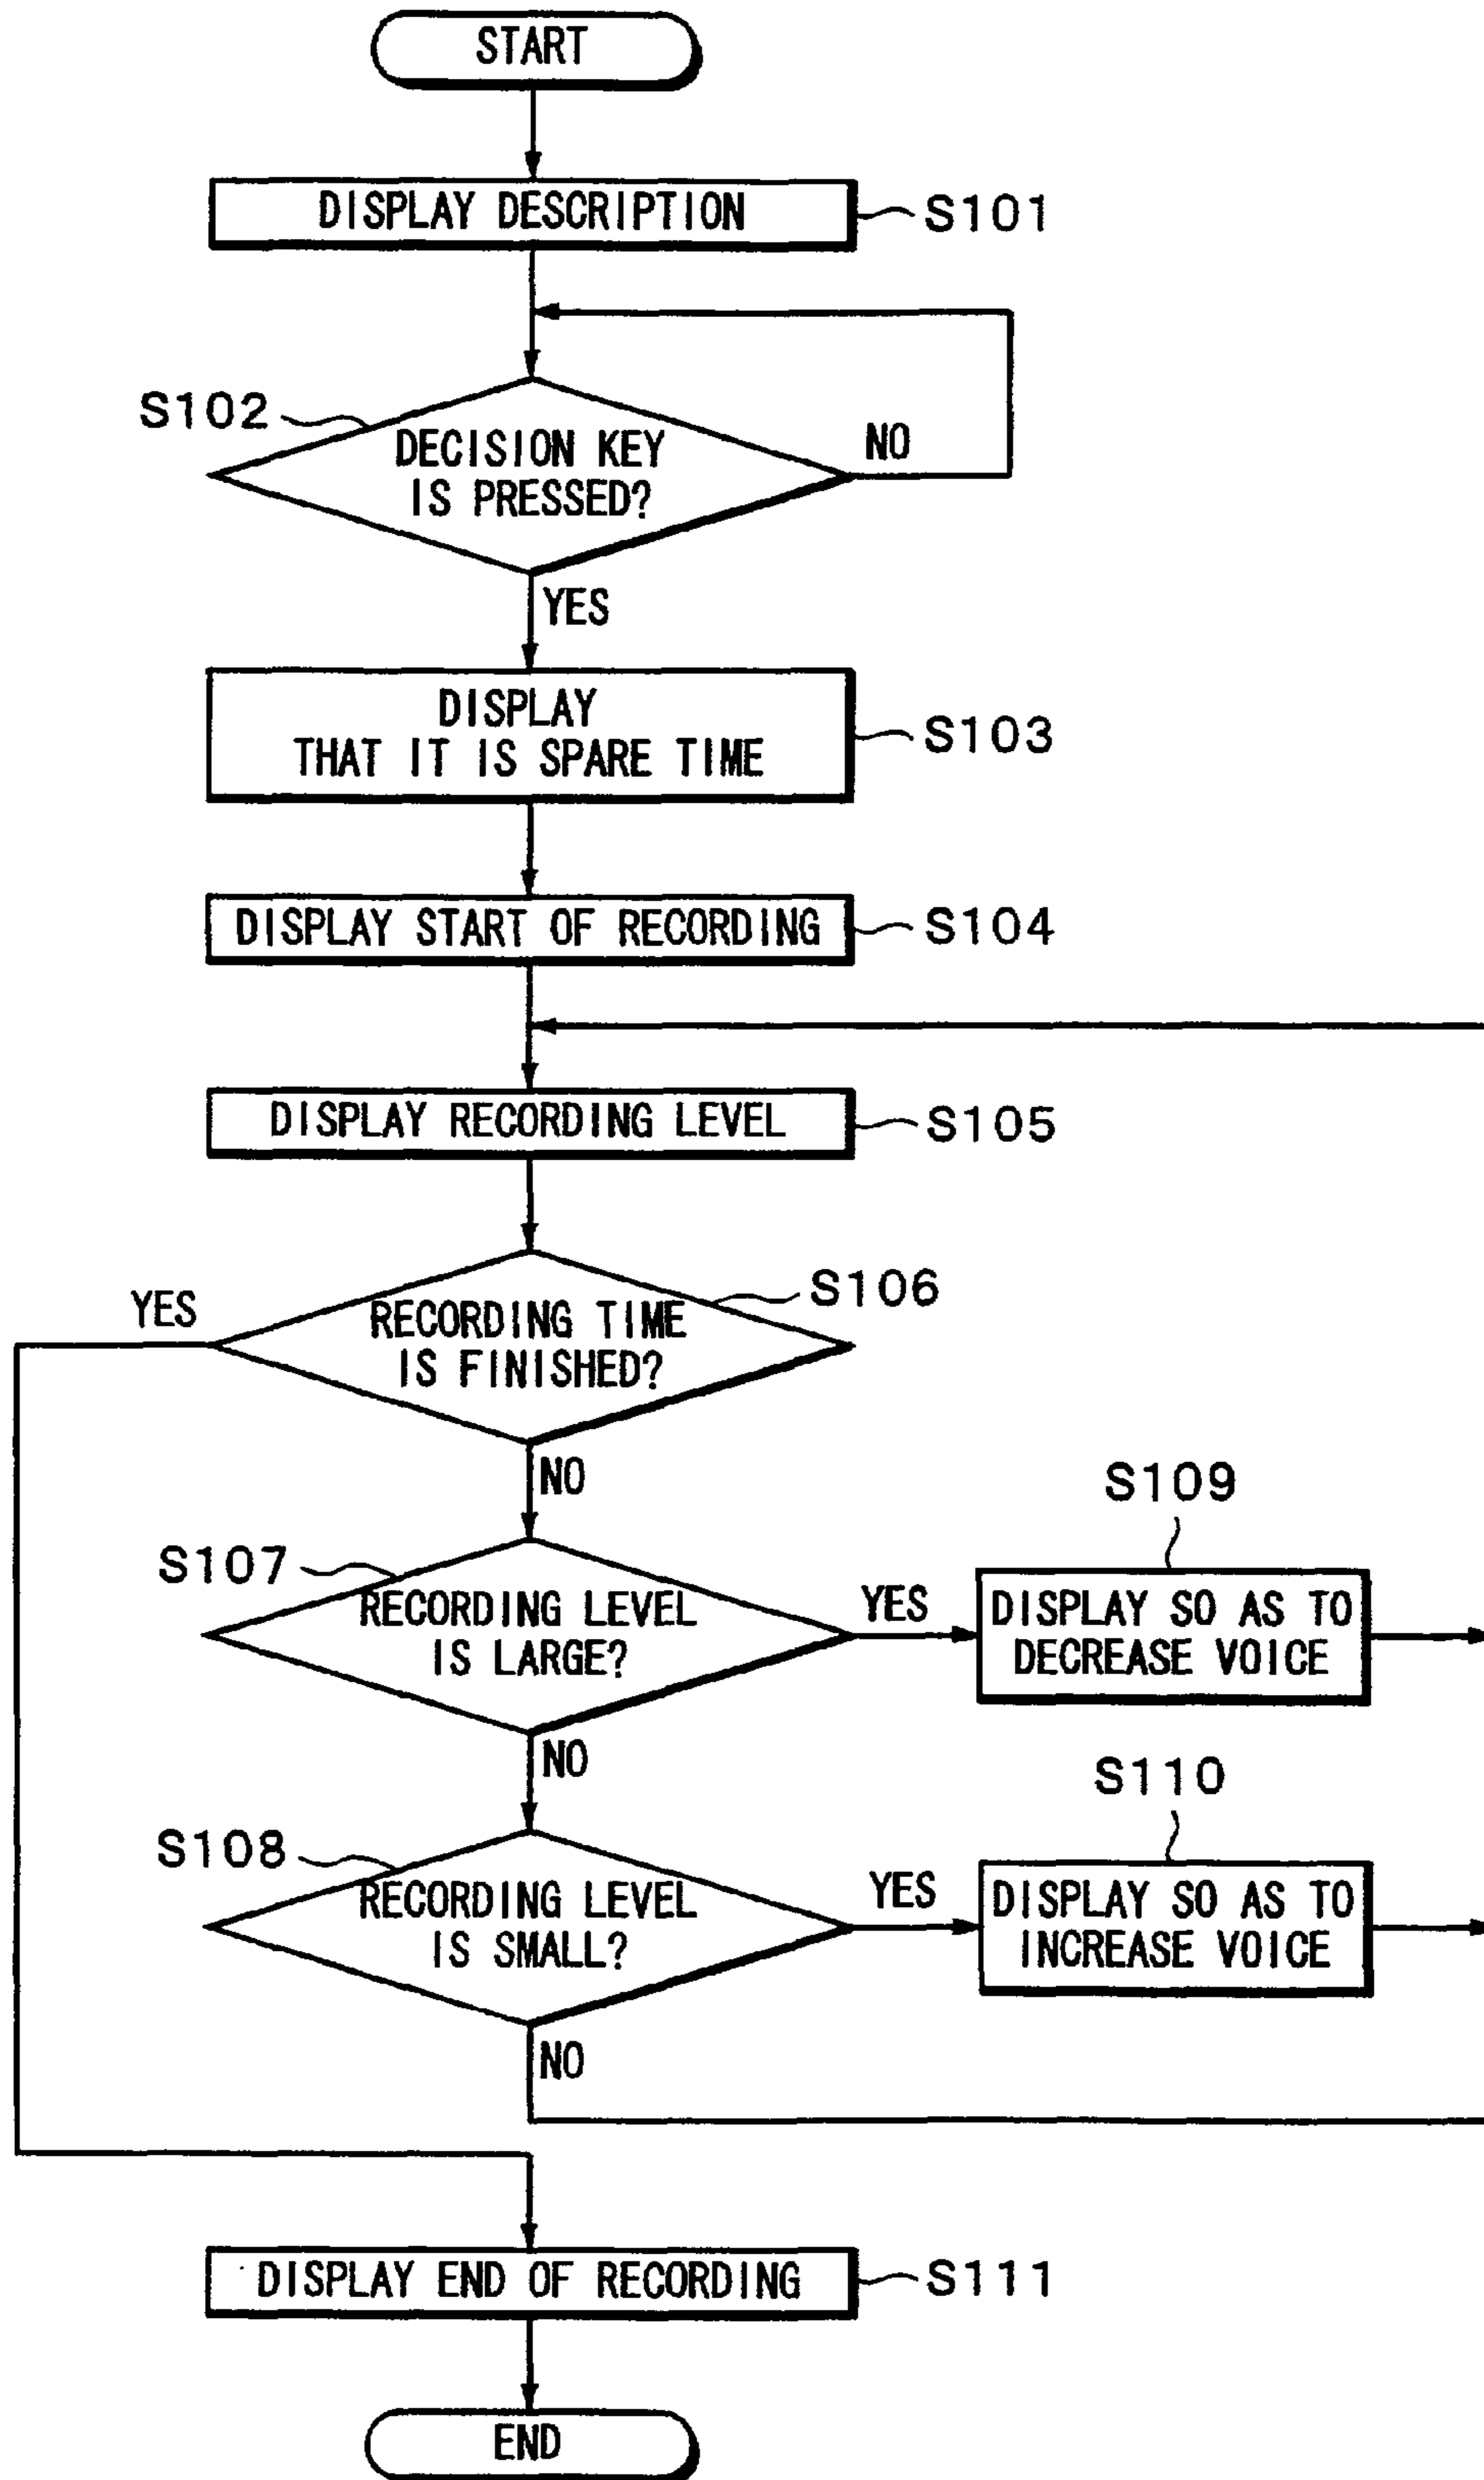 START
DISPLAY DESCRIPTION
S101
S102
DECISION KEY
IS PRESSED?
NO
YES
DISPLAY
THAT IT IS SPARE TIME
S103
DISPLAY START OF RECORDING
S104
DISPLAY RECORDING LEVEL
S105
YES
RECORDING TIME
IS FINISHED?
S106
NO
S107
RECORDING LEVEL
IS LARGE?
YES
S109
DISPLAY SO AS TO
DECREASE VOICE
NO
S108
RECORDING LEVEL
IS SMALL?
YES
S110
DISPLAY SO AS TO
INCREASE VOICE
NO
DISPLAY END OF RECORDING
S111
END